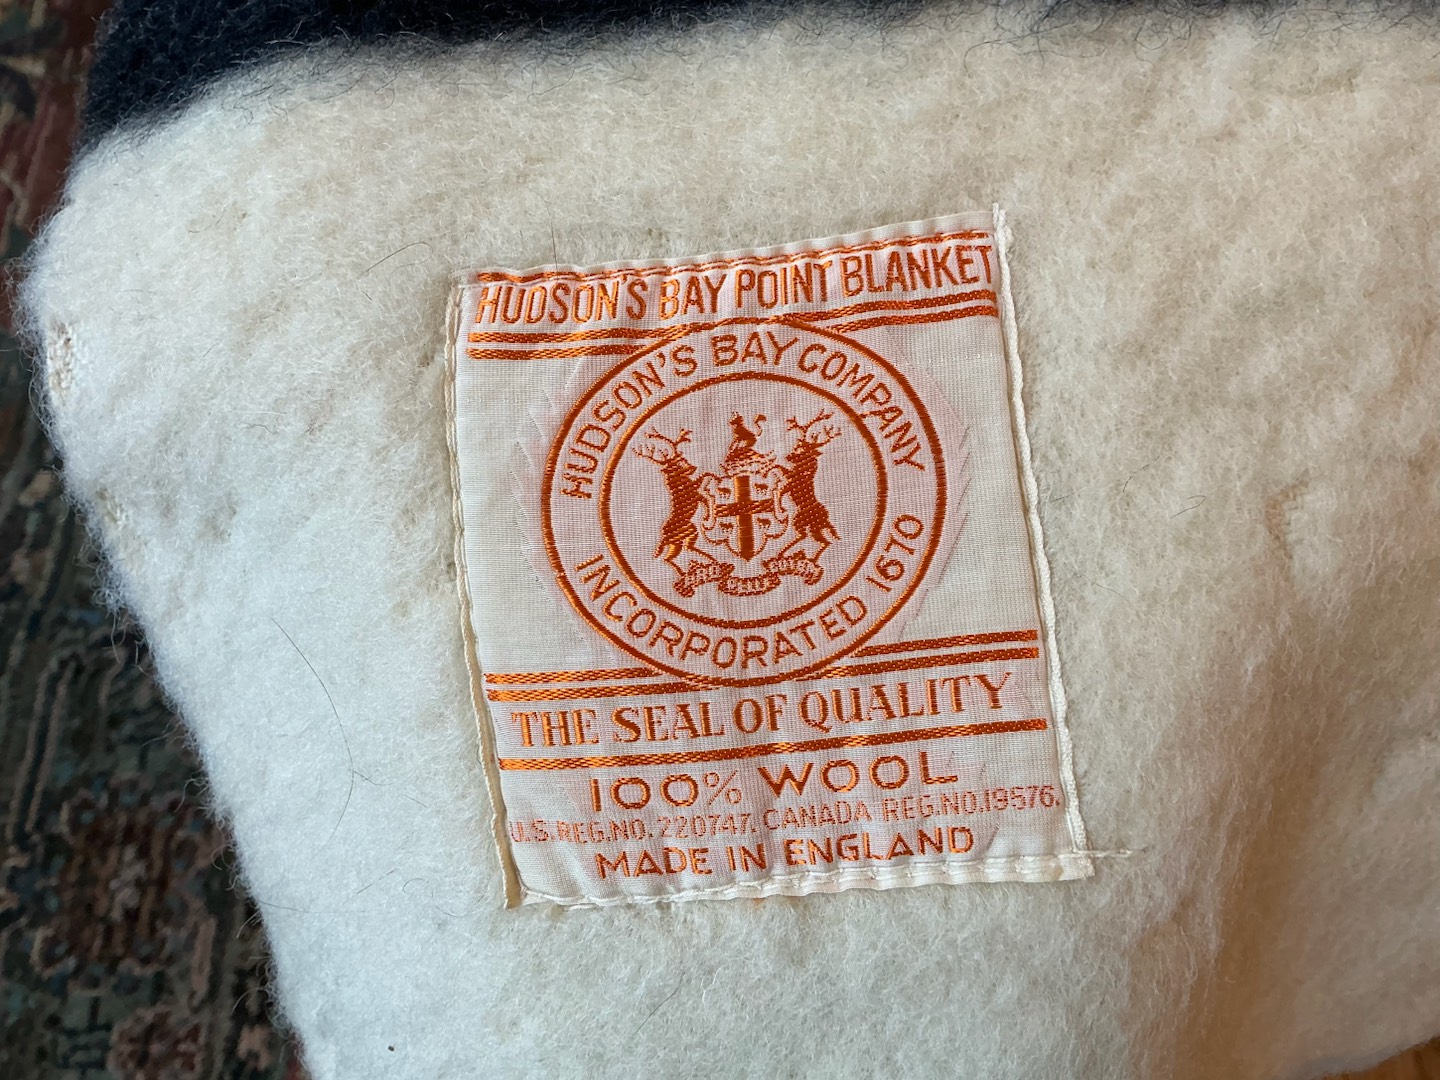 HUDSON'S BAY POINT BLANKET
HUDSON'S BAY COMPANY
INCORPORATED 1670
THE SEAL OF QUALITY
100% WOOL
U.S. REG. NO. 220747. CANADA REG. NO. 19576.
MADE IN ENGLAND